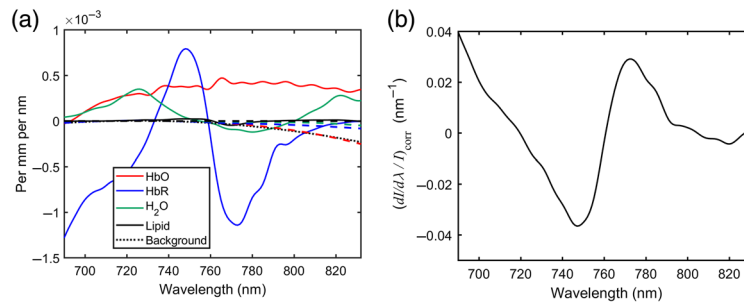 (a)
×10⁻³
1
0.5
0
−0.5
−1
−1.5
Per mm per nm
HbO
HbR
H₂O
Lipid
Background
700 720 740 760 780 800 820
Wavelength (nm)
(b)
0.04
0.02
0
−0.02
−0.04
(dI/dλ / I)corr (nm⁻¹)
700 720 740 760 780 800 820
Wavelength (nm)